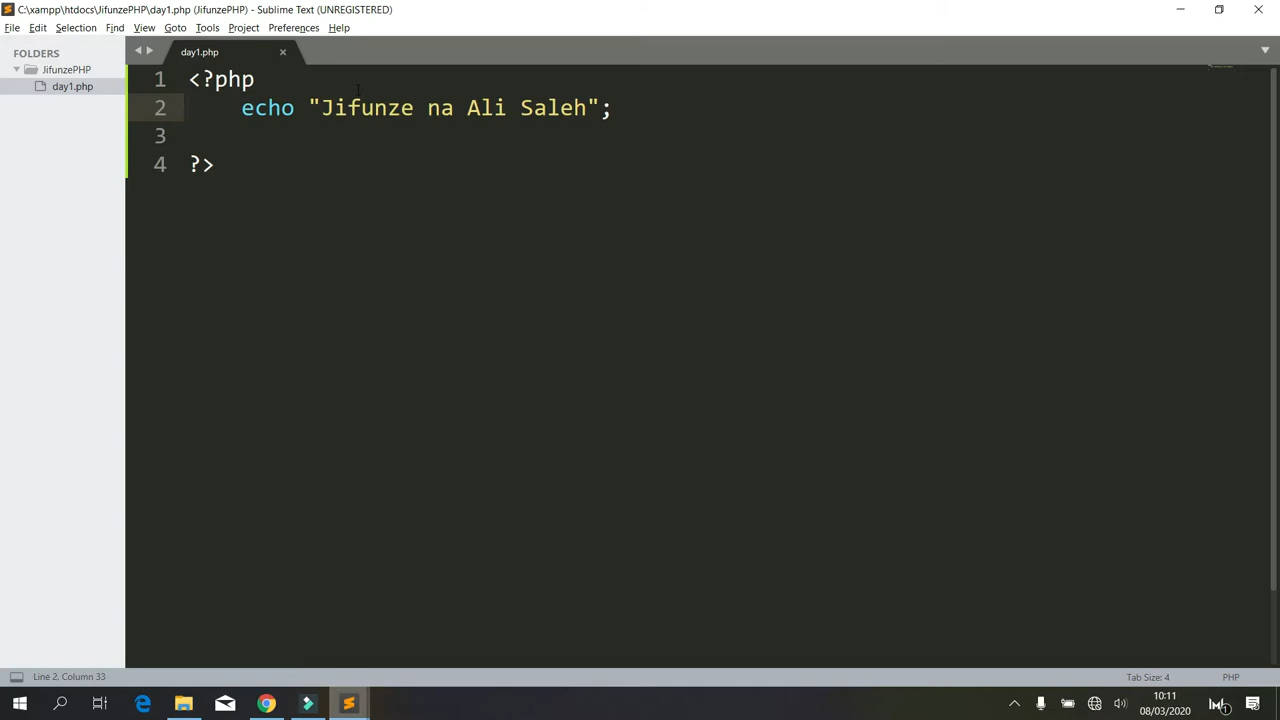 C:\xampp\htdocs\JifunzePHP\day1.php (JifunzePHP) - Sublime Text (UNREGISTERED)
File Edit Selection Find View Goto Tools Project Preferences Help
FOLDERS
JifunzePHP
day1.php
day1.php
1 <?php
2 echo "Jifunze na Ali Saleh";
3
4 ?>
Line 2, Column 33
Tab Size: 4
PHP
10:11
08/03/2020